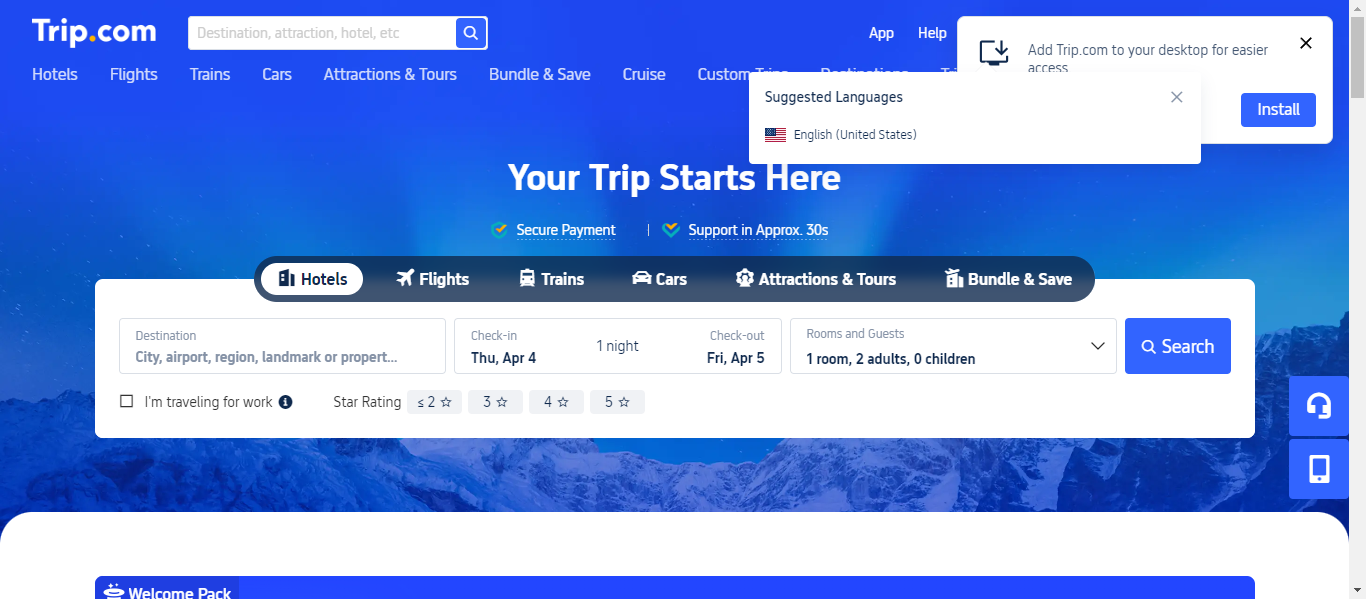 Trip.com
Destination, attraction, hotel, etc
App
Help
Add Trip.com to your desktop for easier
access
Install
Hotels
Flights
Trains
Cars
Attractions & Tours
Bundle & Save
Cruise
Custom Trips
Destinations
Suggested Languages
English (United States)
Your Trip Starts Here
Secure Payment
Support in Approx. 30s
Hotels
Flights
Trains
Cars
Attractions & Tours
Bundle & Save
Destination
City, airport, region, landmark or propert...
Check-in
Thu, Apr 4
1 night
Check-out
Fri, Apr 5
Rooms and Guests
1 room, 2 adults, 0 children
Search
I'm traveling for work
Star Rating
≤ 2 ☆
3 ☆
4 ☆
5 ☆
Welcome Pack